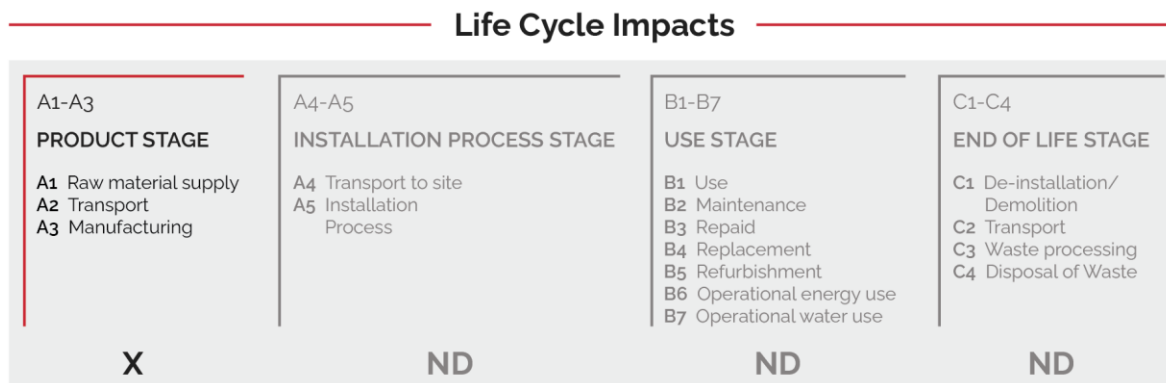 Life Cycle Impacts
A1-A3
PRODUCT STAGE
A1 Raw material supply
A2 Transport
A3 Manufacturing
X
A4-A5
INSTALLATION PROCESS STAGE
A4 Transport to site
A5 Installation
Process
ND
B1-B7
USE STAGE
B1 Use
B2 Maintenance
B3 Repaid
B4 Replacement
B5 Refurbishment
B6 Operational energy use
B7 Operational water use
ND
C1-C4
END OF LIFE STAGE
C1 De-installation/
Demolition
C2 Transport
C3 Waste processing
C4 Disposal of Waste
ND